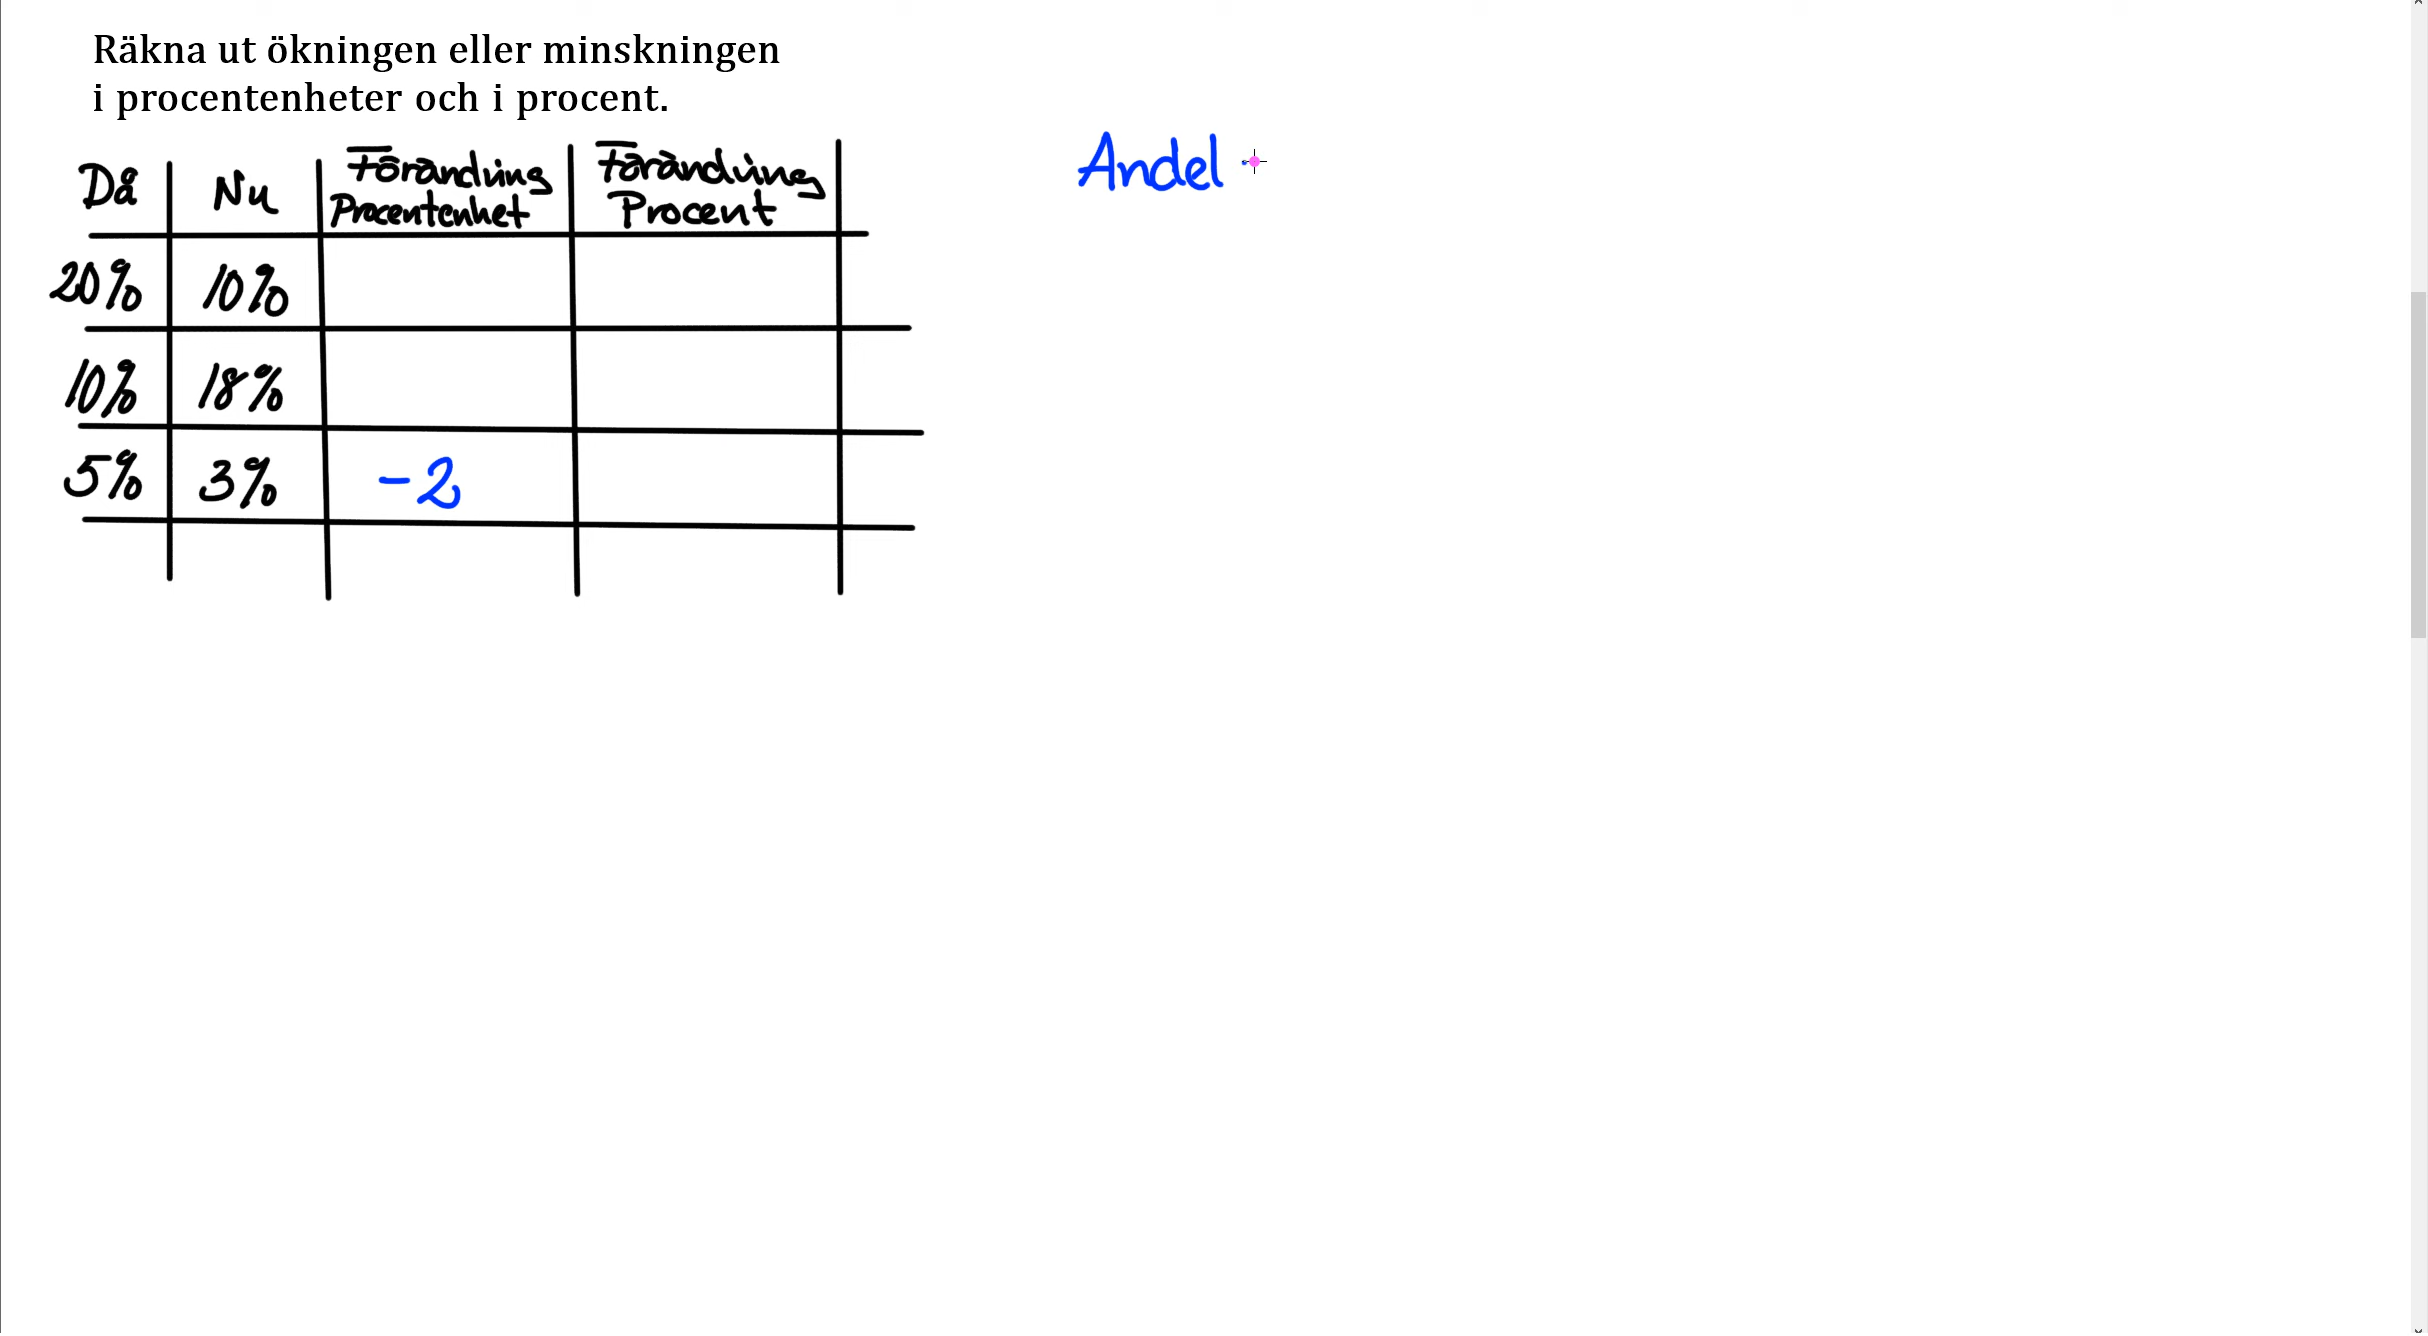 Räkna ut ökningen eller minskningen
i procentenheter och i procent.
Då Nu Förändring Procentenhet Förändring Procent
20% 10%
10% 18%
5% 3% -2
Andel